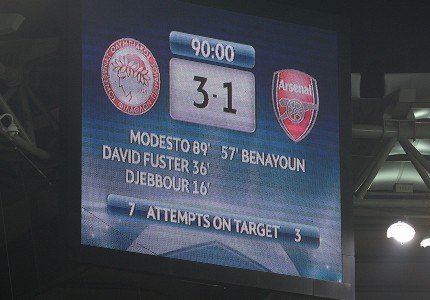 90:00
3-1
Arsenal
MODESTO 89' 57' BENAYOUN
DAVID FUSTER 36'
DJEBBOUR 16'
7 ATTEMPTS ON TARGET 3